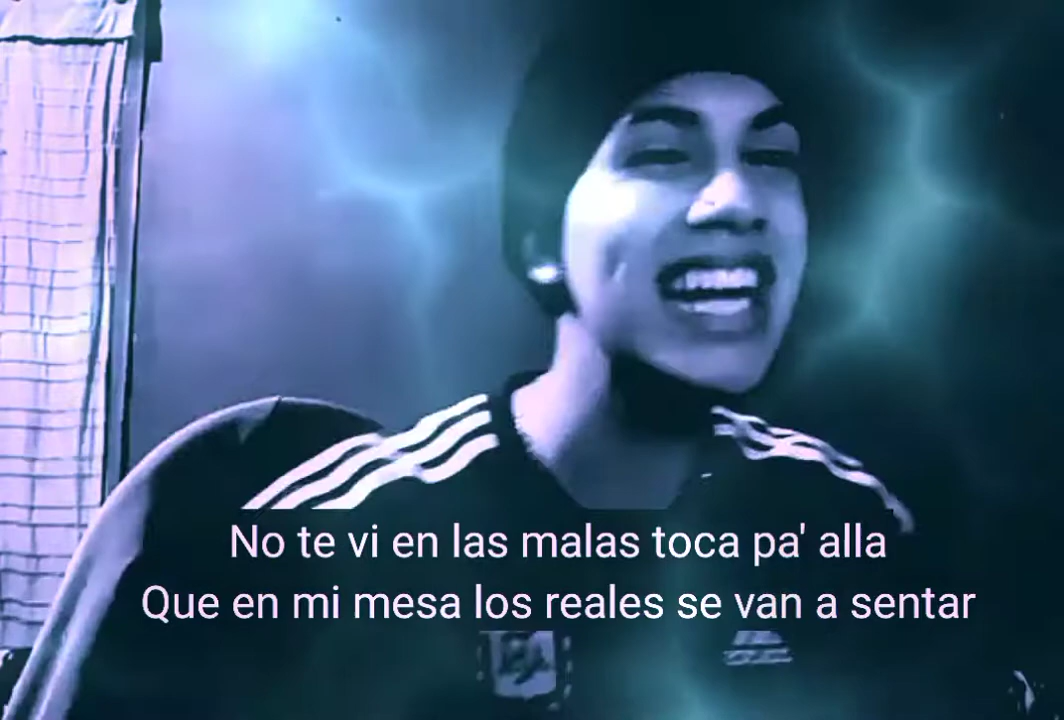 No te vi en las malas toca pa' alla
Que en mi mesa los reales se van a sentar